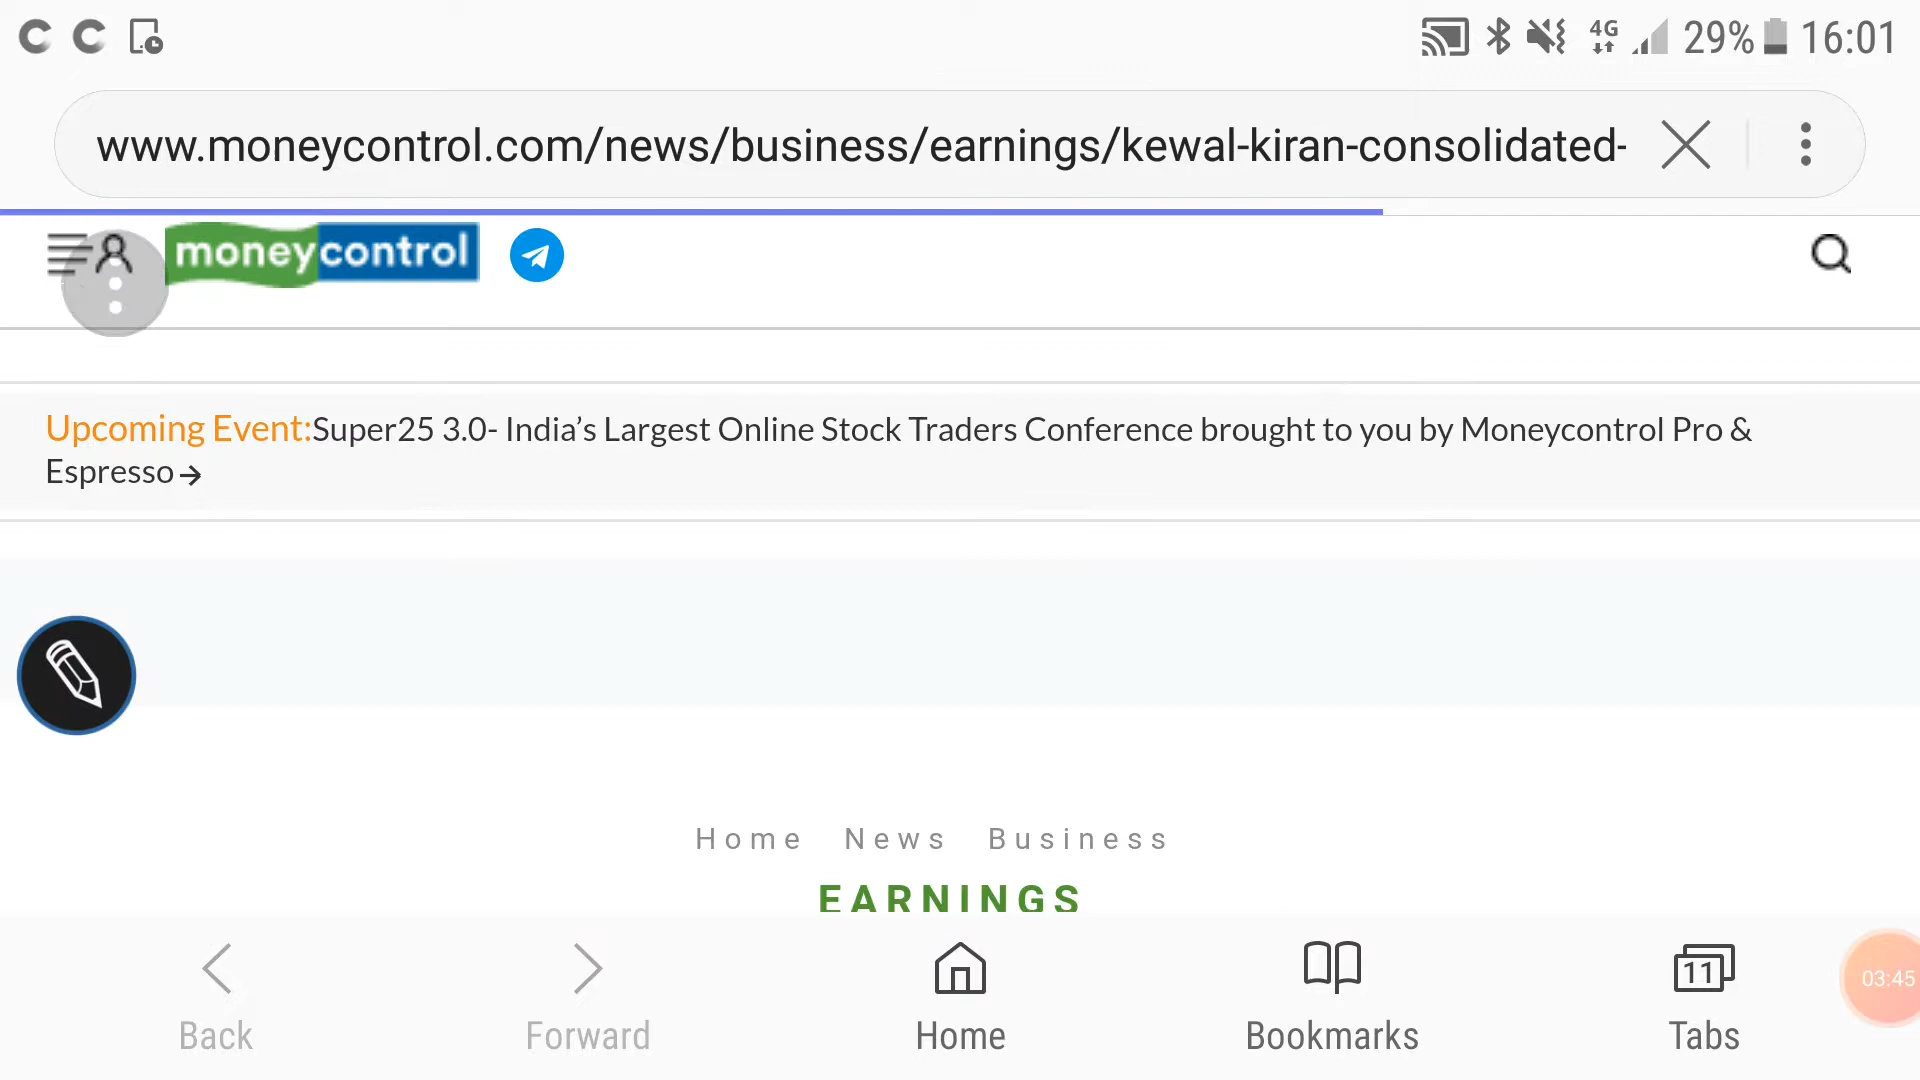 4G 29% 16:01
www.moneycontrol.com/news/business/earnings/kewal-kiran-consolidated-
moneycontrol
Upcoming Event:Super25 3.0- India’s Largest Online Stock Traders Conference brought to you by Moneycontrol Pro &
Espresso→
Home News Business
EARNINGS
11
03:45
Back Forward Home Bookmarks Tabs